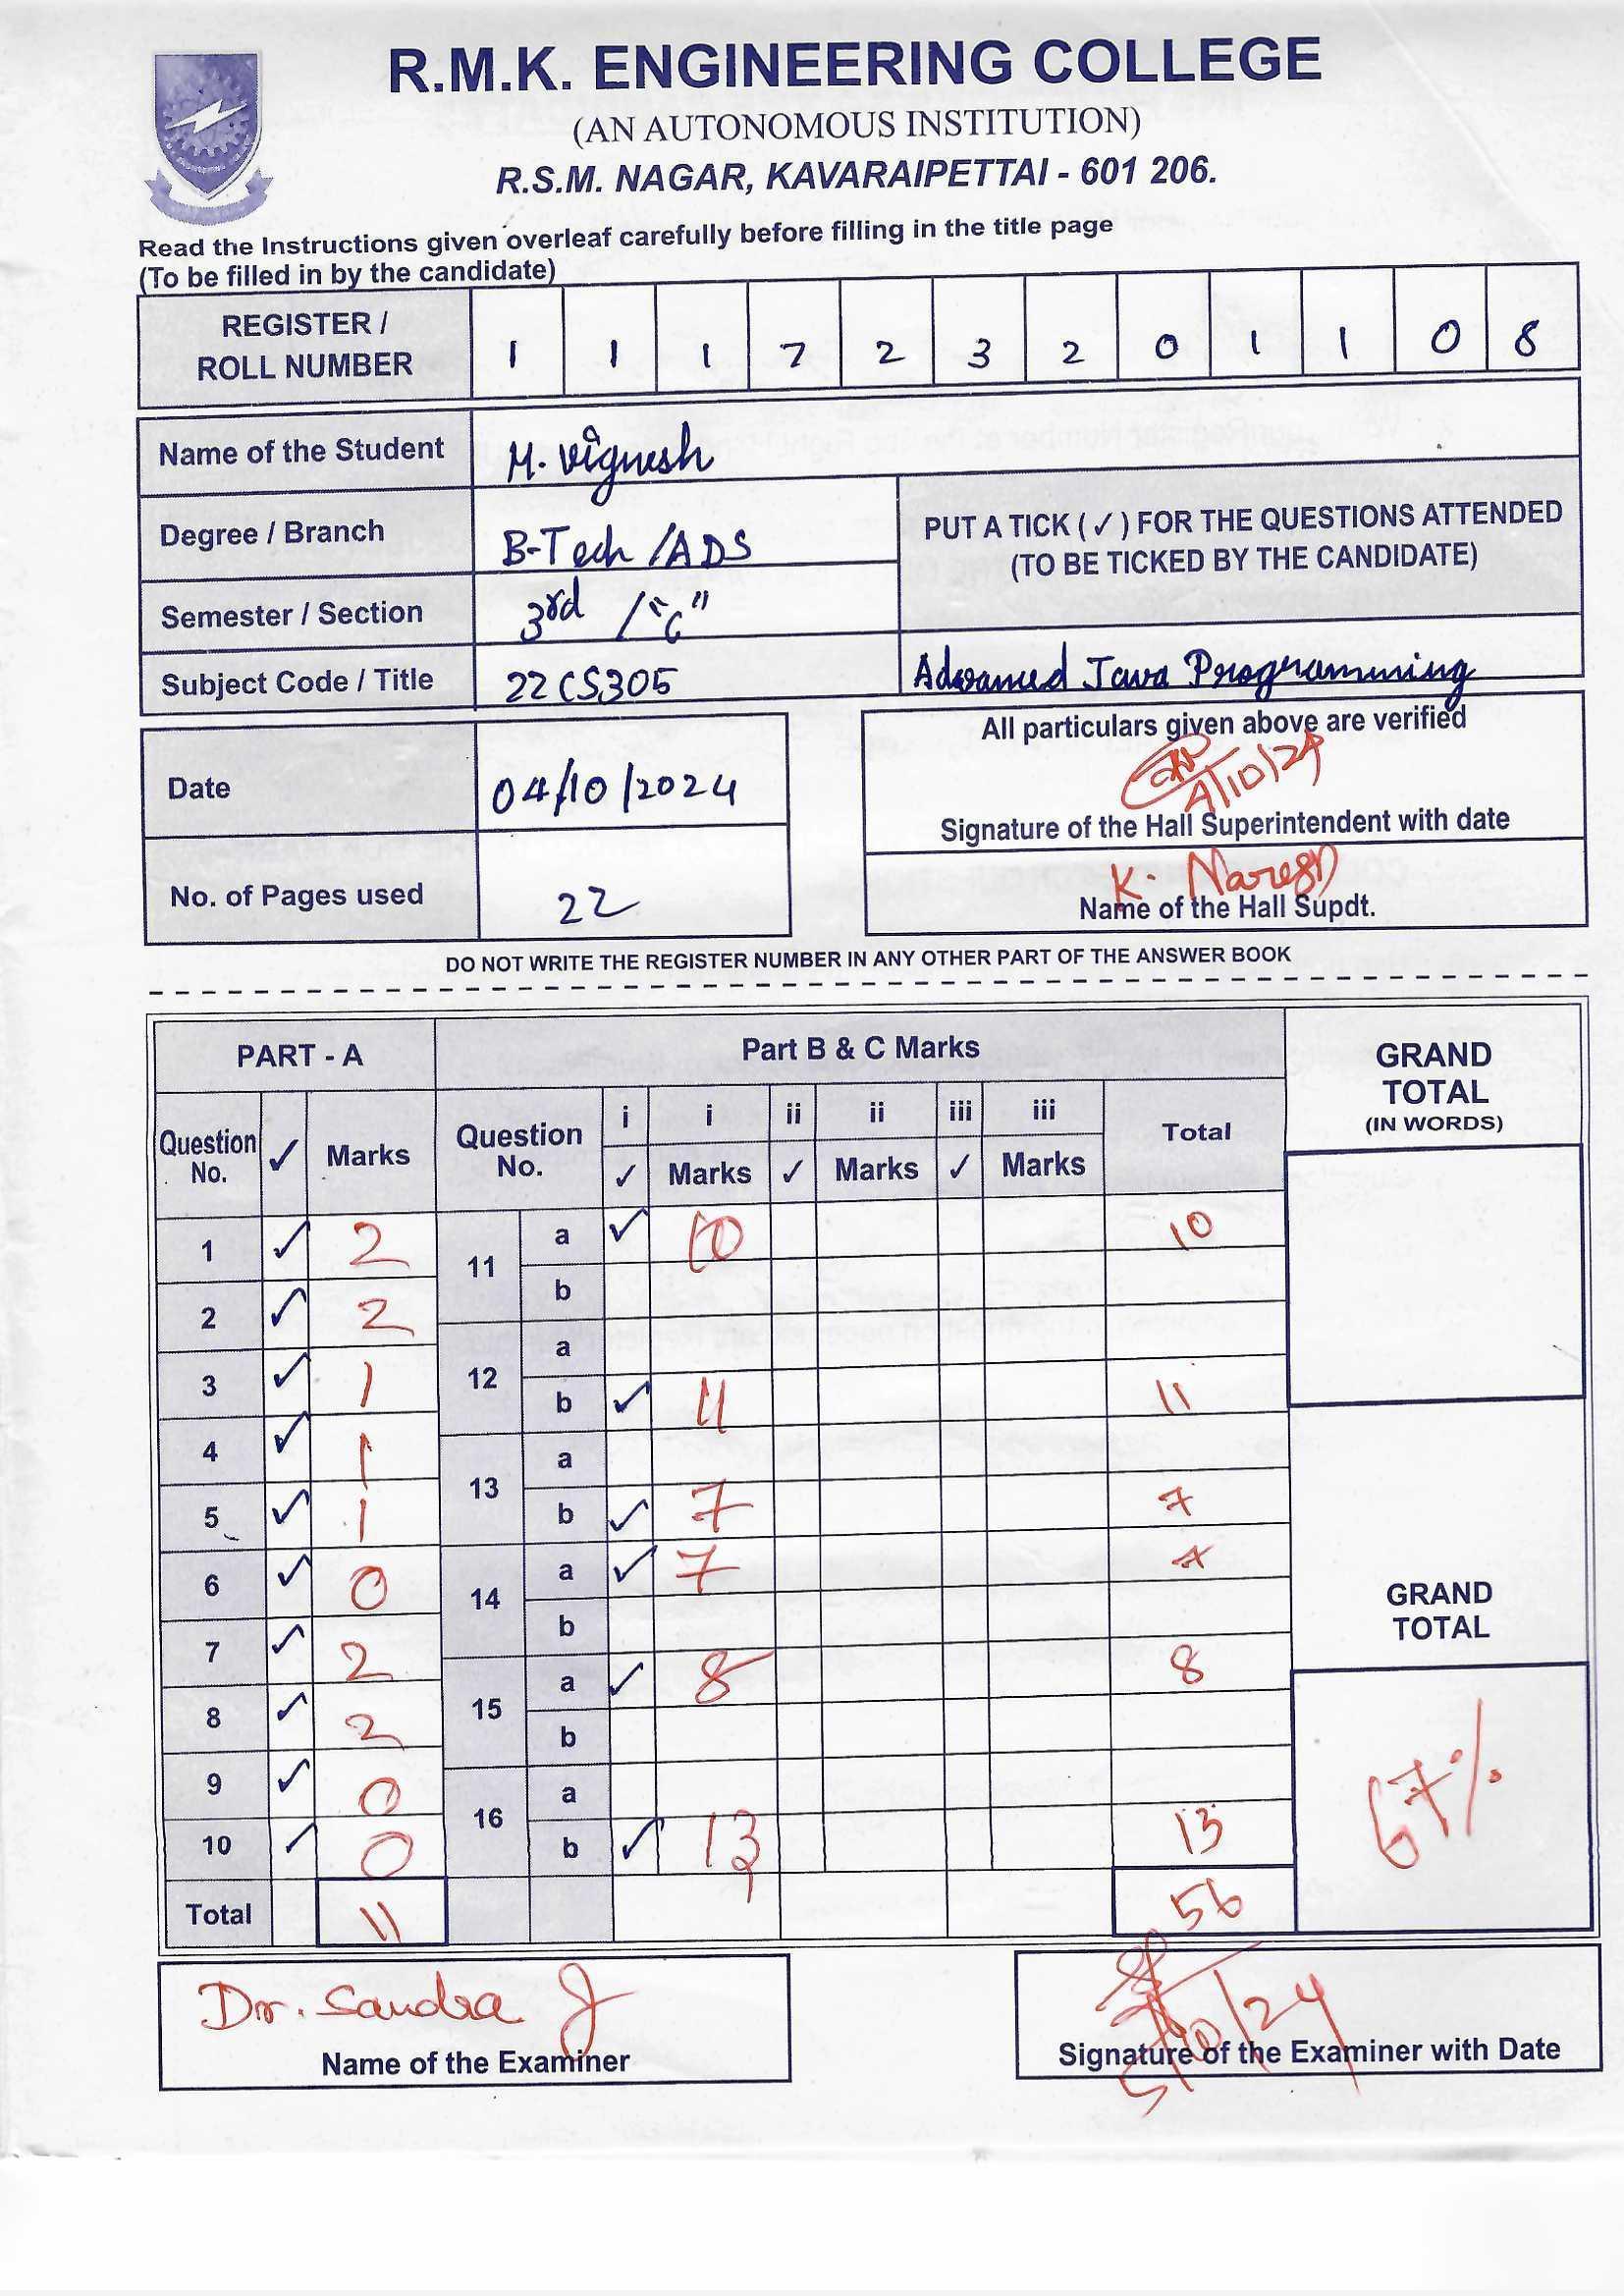 R.M.K. ENGINEERING COLLEGE
(AN AUTONOMOUS INSTITUTION)
R.S.M. NAGAR, KAVARAIPETTAI - 601 206.
Read the Instructions given overleaf carefully before filling in the title page
(To be filled in by the candidate)
REGISTER / ROLL NUMBER 1 1 1 7 2 3 2 0 1 1 0 8
Name of the Student M. Vignesh
Degree / Branch B-Tech / ADS
PUT A TICK ( ✓ ) FOR THE QUESTIONS ATTENDED
(TO BE TICKED BY THE CANDIDATE)
Semester / Section 3rd / "C"
Subject Code / Title 22CS305 Advanced Java Programming
All particulars given above are verified
Date 04/10/2024
4/10/24
Signature of the Hall Superintendent with date
No. of Pages used 22
K. Naresh
Name of the Hall Supdt.
DO NOT WRITE THE REGISTER NUMBER IN ANY OTHER PART OF THE ANSWER BOOK
PART - A
Question No. ✓ Marks
1 ✓ 2
2 ✓ 2
3 ✓ 1
4 ✓ 1
5 ✓ 1
6 ✓ 0
7 ✓ 2
8 ✓ 2
9 ✓ 0
10 ✓ 0
Total 11
Part B & C Marks
Question No. i ✓ i Marks ii ✓ ii Marks iii ✓ iii Marks Total
11 a ✓ 10 10
b
12 a
b ✓ 11 11
13 a
b ✓ 7 7
14 a ✓ 7 7
b
15 a ✓ 8 8
b
16 a
b ✓ 13 13
56
GRAND
TOTAL
(IN WORDS)
GRAND
TOTAL
67%
Dr. Sandra J
Name of the Examiner
5/10/24
Signature of the Examiner with Date